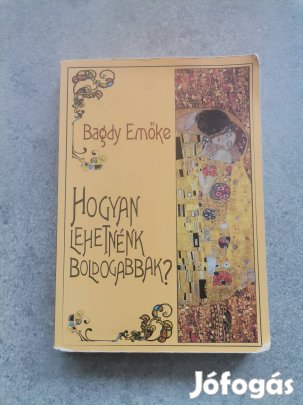 Bagdy Emőke
HOGYAN
LEHETNÉNK
BOLDOGABBAK?
Jófogás